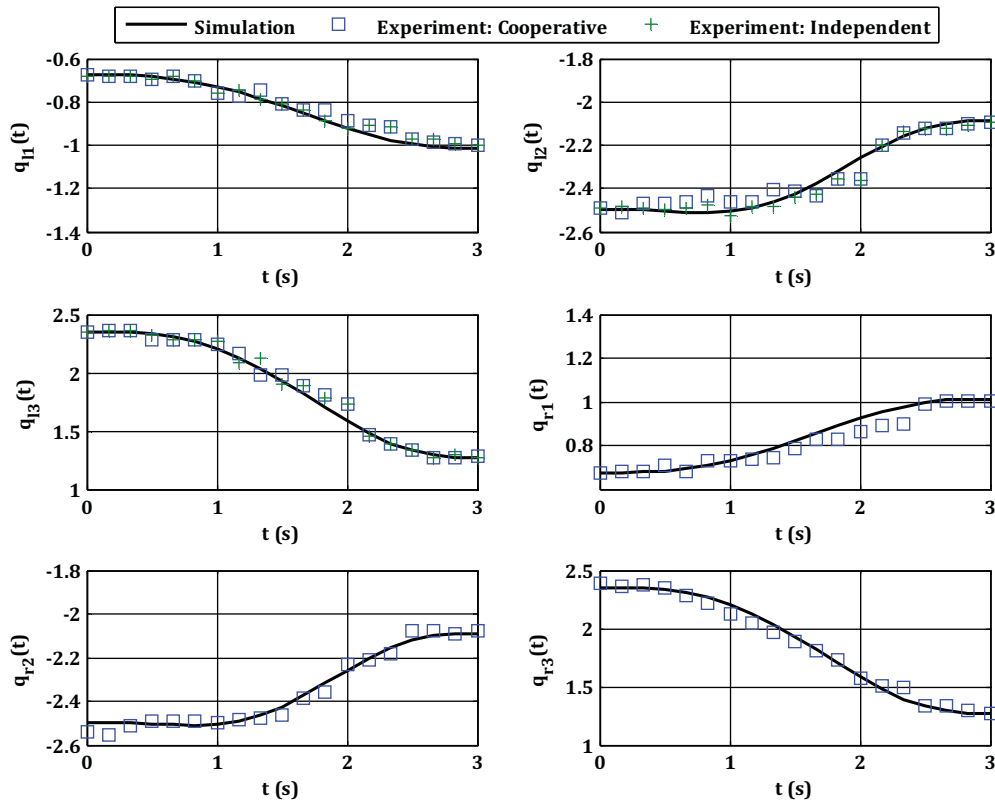 Simulation Experiment: Cooperative Experiment: Independent
-0.6 -0.8 -1 -1.2 -1.4
q_l1(t)
0 1 2 3
t (s)
-1.8 -2 -2.2 -2.4 -2.6
q_l2(t)
0 1 2 3
t (s)
2.5 2 1.5 1
q_l3(t)
0 1 2 3
t (s)
1.4 1.2 1 0.8 0.6
q_r1(t)
0 1 2 3
t (s)
-1.8 -2 -2.2 -2.4 -2.6
q_r2(t)
0 1 2 3
t (s)
2.5 2 1.5 1
q_r3(t)
0 1 2 3
t (s)